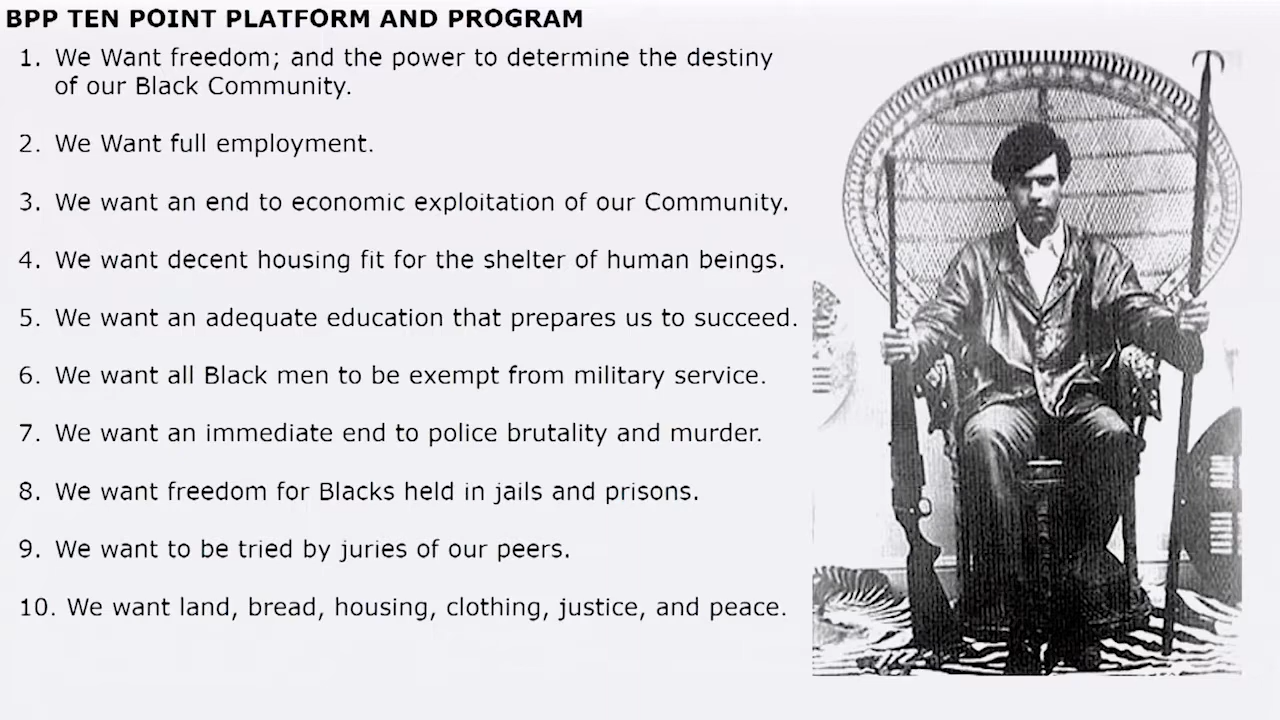 BPP TEN POINT PLATFORM AND PROGRAM
1. We Want freedom; and the power to determine the destiny
of our Black Community.
2. We Want full employment.
3. We want an end to economic exploitation of our Community.
4. We want decent housing fit for the shelter of human beings.
5. We want an adequate education that prepares us to succeed.
6. We want all Black men to be exempt from military service.
7. We want an immediate end to police brutality and murder.
8. We want freedom for Blacks held in jails and prisons.
9. We want to be tried by juries of our peers.
10. We want land, bread, housing, clothing, justice, and peace.